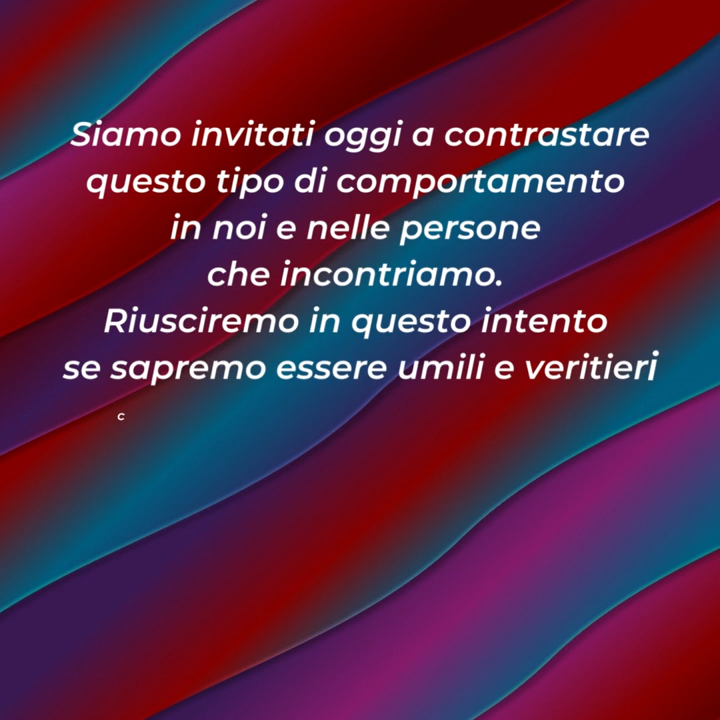 Siamo invitati oggi a contrastare
questo tipo di comportamento
in noi e nelle persone
che incontriamo.
Riusciremo in questo intento
se sapremo essere umili e veritieri
c